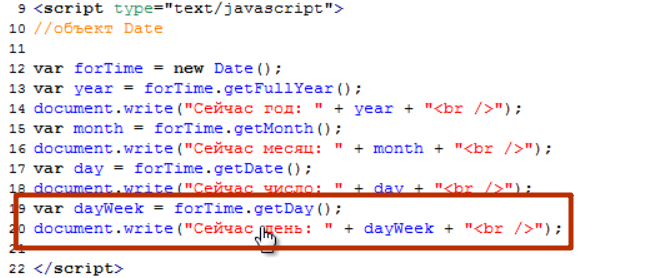 9 <script type="text/javascript">
10 //объект Date
11
12 var forTime = new Date();
13 var year = forTime.getFullYear();
14 document.write("Сейчас год: " + year + "<br />");
15 var month = forTime.getMonth();
16 document.write("Сейчас месяц: " + month + "<br />");
17 var day = forTime.getDate();
18 document.write("Сейчас число: " + day + "<br />");
19 var dayWeek = forTime.getDay();
20 document.write("Сейчас день: " + dayWeek + "<br />");
21
22 </script>